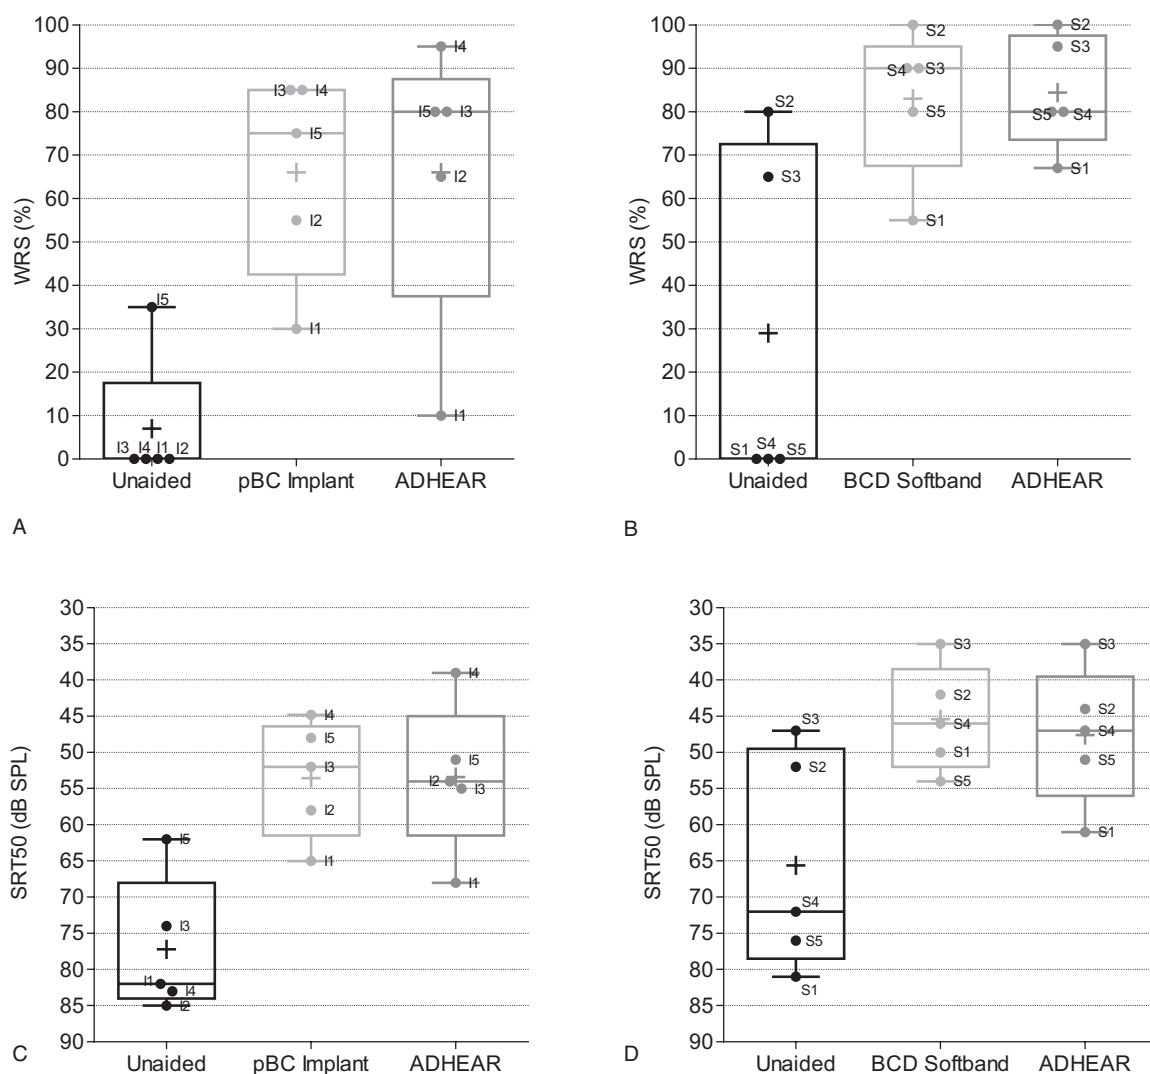 100
90
80
70
60
50
40
30
20
10
0
WRS (%)
I5
I3 I4 I1 I2
I3 I4
I5
I2
I1
I4
I5 I3
I2
I1
Unaided pBC Implant ADHEAR
A
100
90
80
70
60
50
40
30
20
10
0
WRS (%)
S2
S3
S1 S4 S5
S2
S4 S3
S5
S1
S2
S3
S5 S4
S1
Unaided BCD Softband ADHEAR
B
30
35
40
45
50
55
60
65
70
75
80
85
90
SRT50 (dB SPL)
I5
I3
I1
I4
I2
I4
I5
I3
I2
I1
I4
I5
I2
I3
I1
Unaided pBC Implant ADHEAR
C
30
35
40
45
50
55
60
65
70
75
80
85
90
SRT50 (dB SPL)
S3
S2
S4
S5
S1
S3
S2
S4
S1
S5
S3
S2
S4
S5
S1
Unaided BCD Softband ADHEAR
D